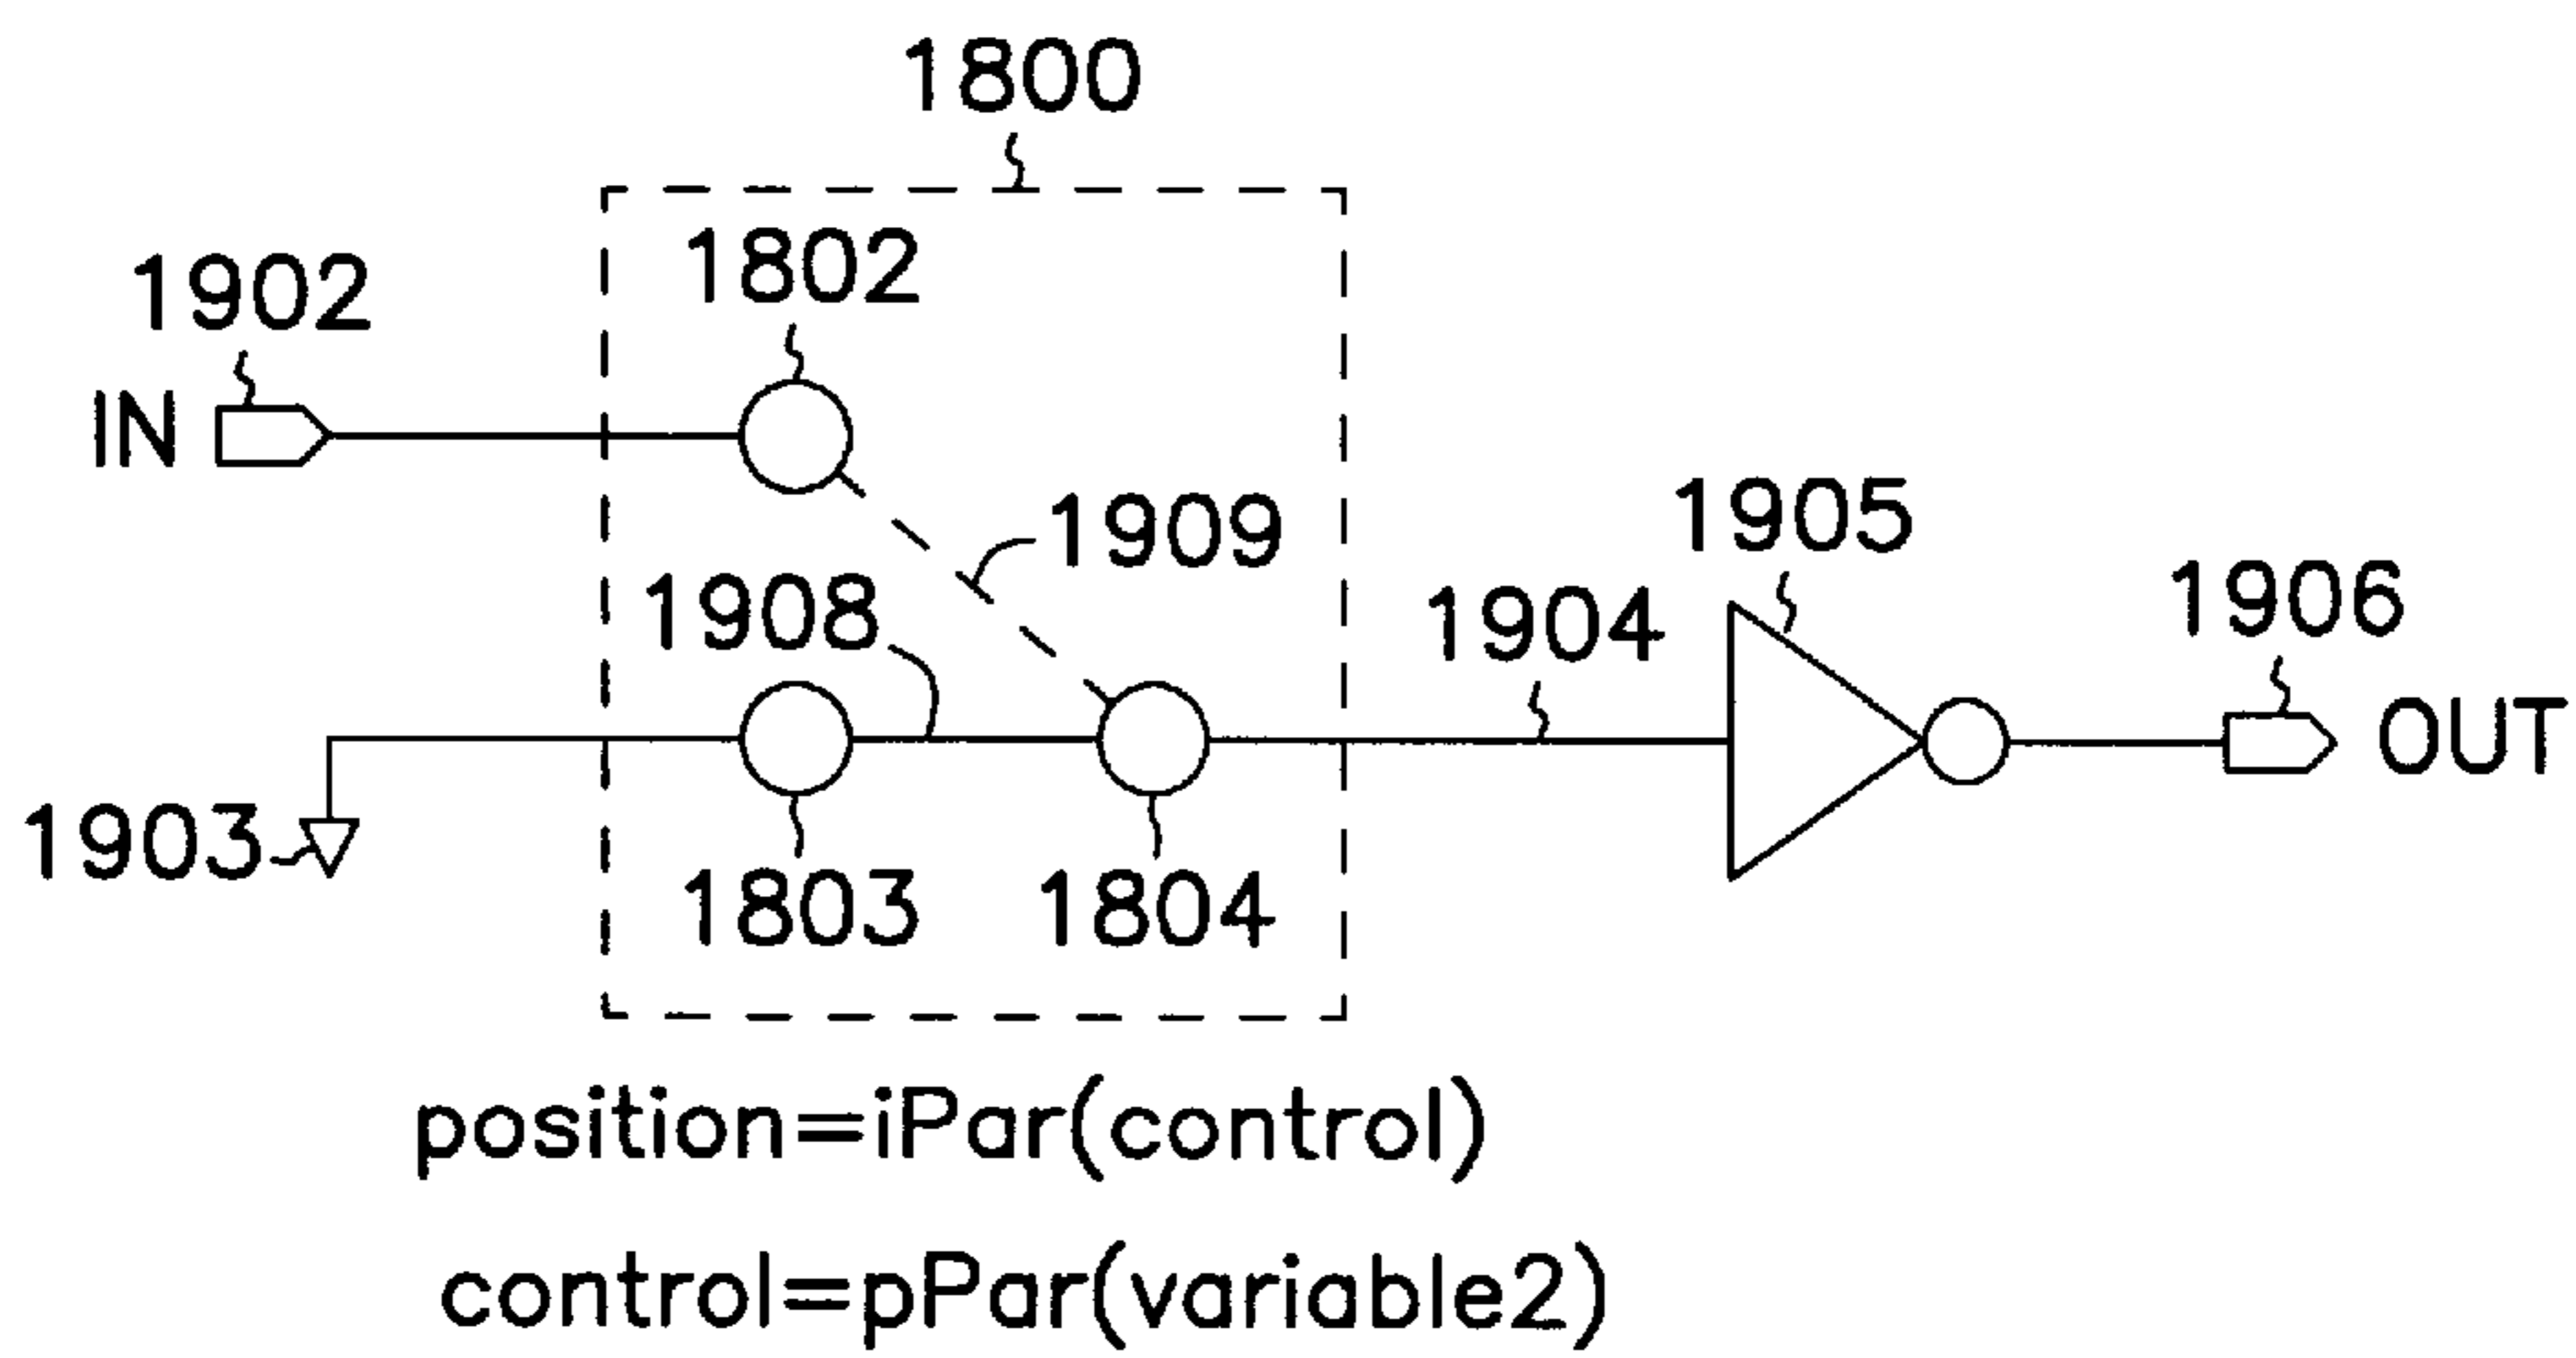 1800
1802
1902
IN
1909
1905
1908
1904
1906
OUT
1903
1803
1804
position=iPar(control)
control=pPar(variable2)